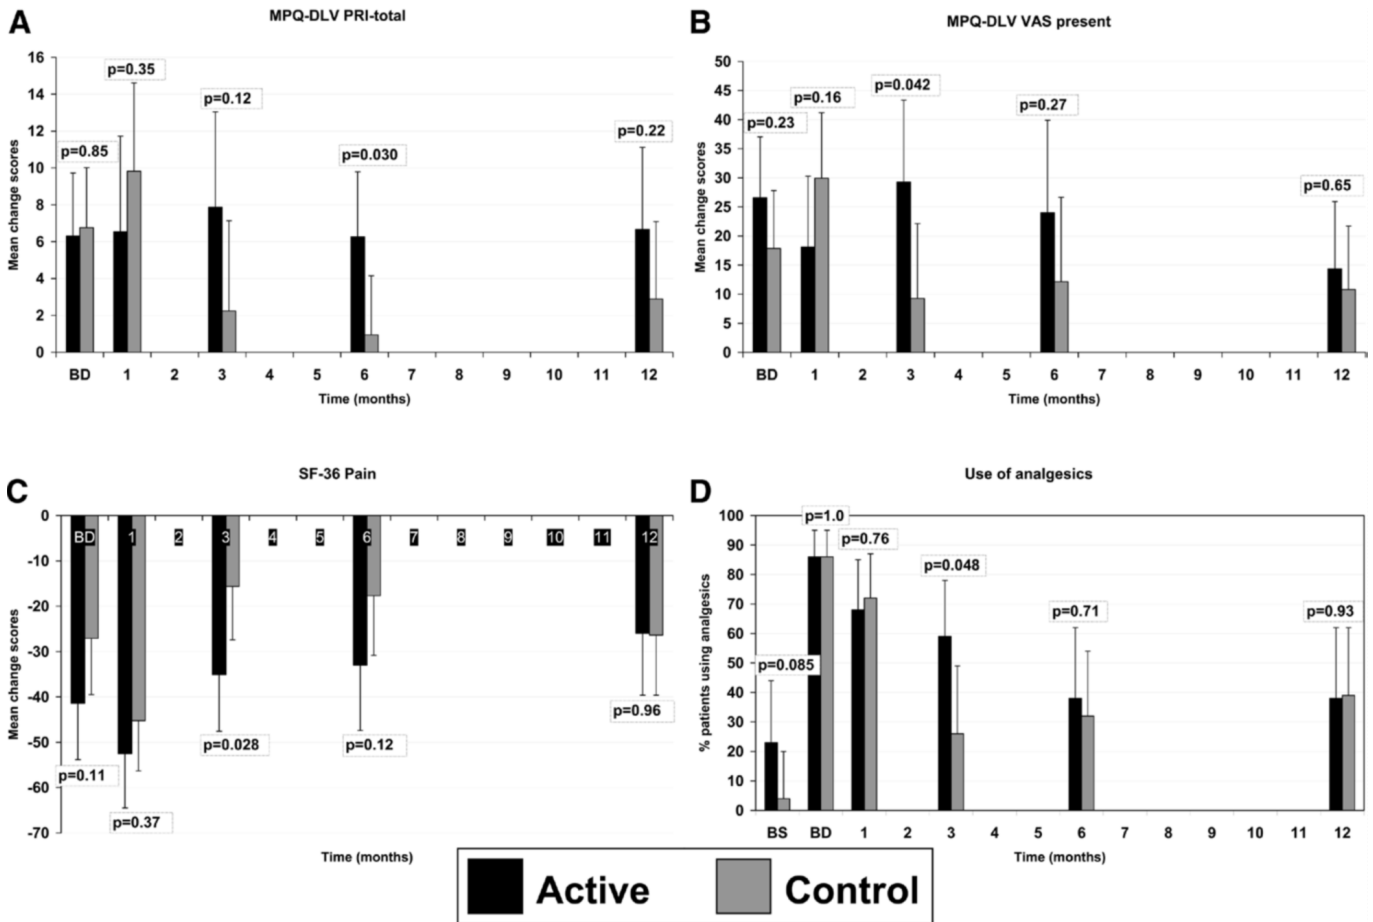 A
MPQ-DLV PRI-total
Mean change scores
16
14
12
10
8
6
4
2
0
p=0.85
p=0.35
p=0.12
p=0.030
p=0.22
BD 1 2 3 4 5 6 7 8 9 10 11 12
Time (months)
B
MPQ-DLV VAS present
Mean change scores
50
45
40
35
30
25
20
15
10
5
0
p=0.23
p=0.16
p=0.042
p=0.27
p=0.65
BD 1 2 3 4 5 6 7 8 9 10 11 12
Time (months)
C
SF-36 Pain
Mean change scores
0
-10
-20
-30
-40
-50
-60
-70
BD 1 2 3 4 5 6 7 8 9 10 11 12
p=0.11
p=0.37
p=0.028
p=0.12
p=0.96
Time (months)
D
Use of analgesics
% patients using analgesics
100
90
80
70
60
50
40
30
20
10
0
p=0.085
p=1.0
p=0.76
p=0.048
p=0.71
p=0.93
BS BD 1 2 3 4 5 6 7 8 9 10 11 12
Time (months)
Active Control